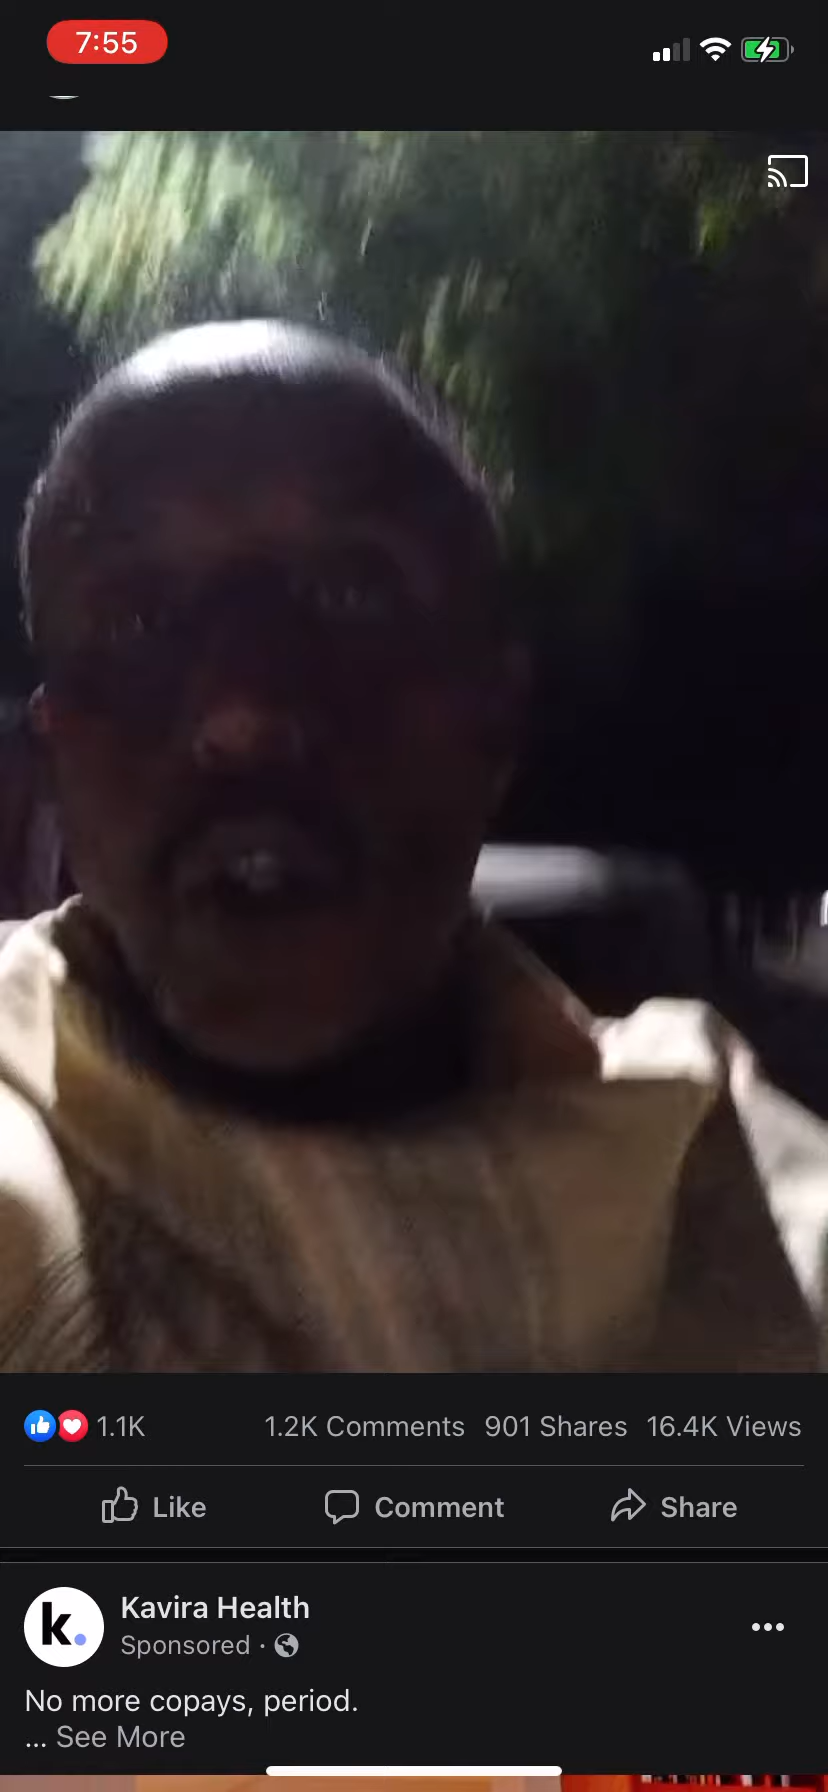 7:55
1.1K 1.2K Comments 901 Shares 16.4K Views
Like Comment Share
k.
Kavira Health
Sponsored ·
No more copays, period.
... See More